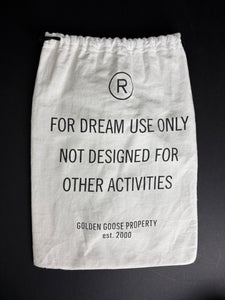 R
FOR DREAM USE ONLY
NOT DESIGNED FOR
OTHER ACTIVITIES
GOLDEN GOOSE PROPERTY
est. 2000